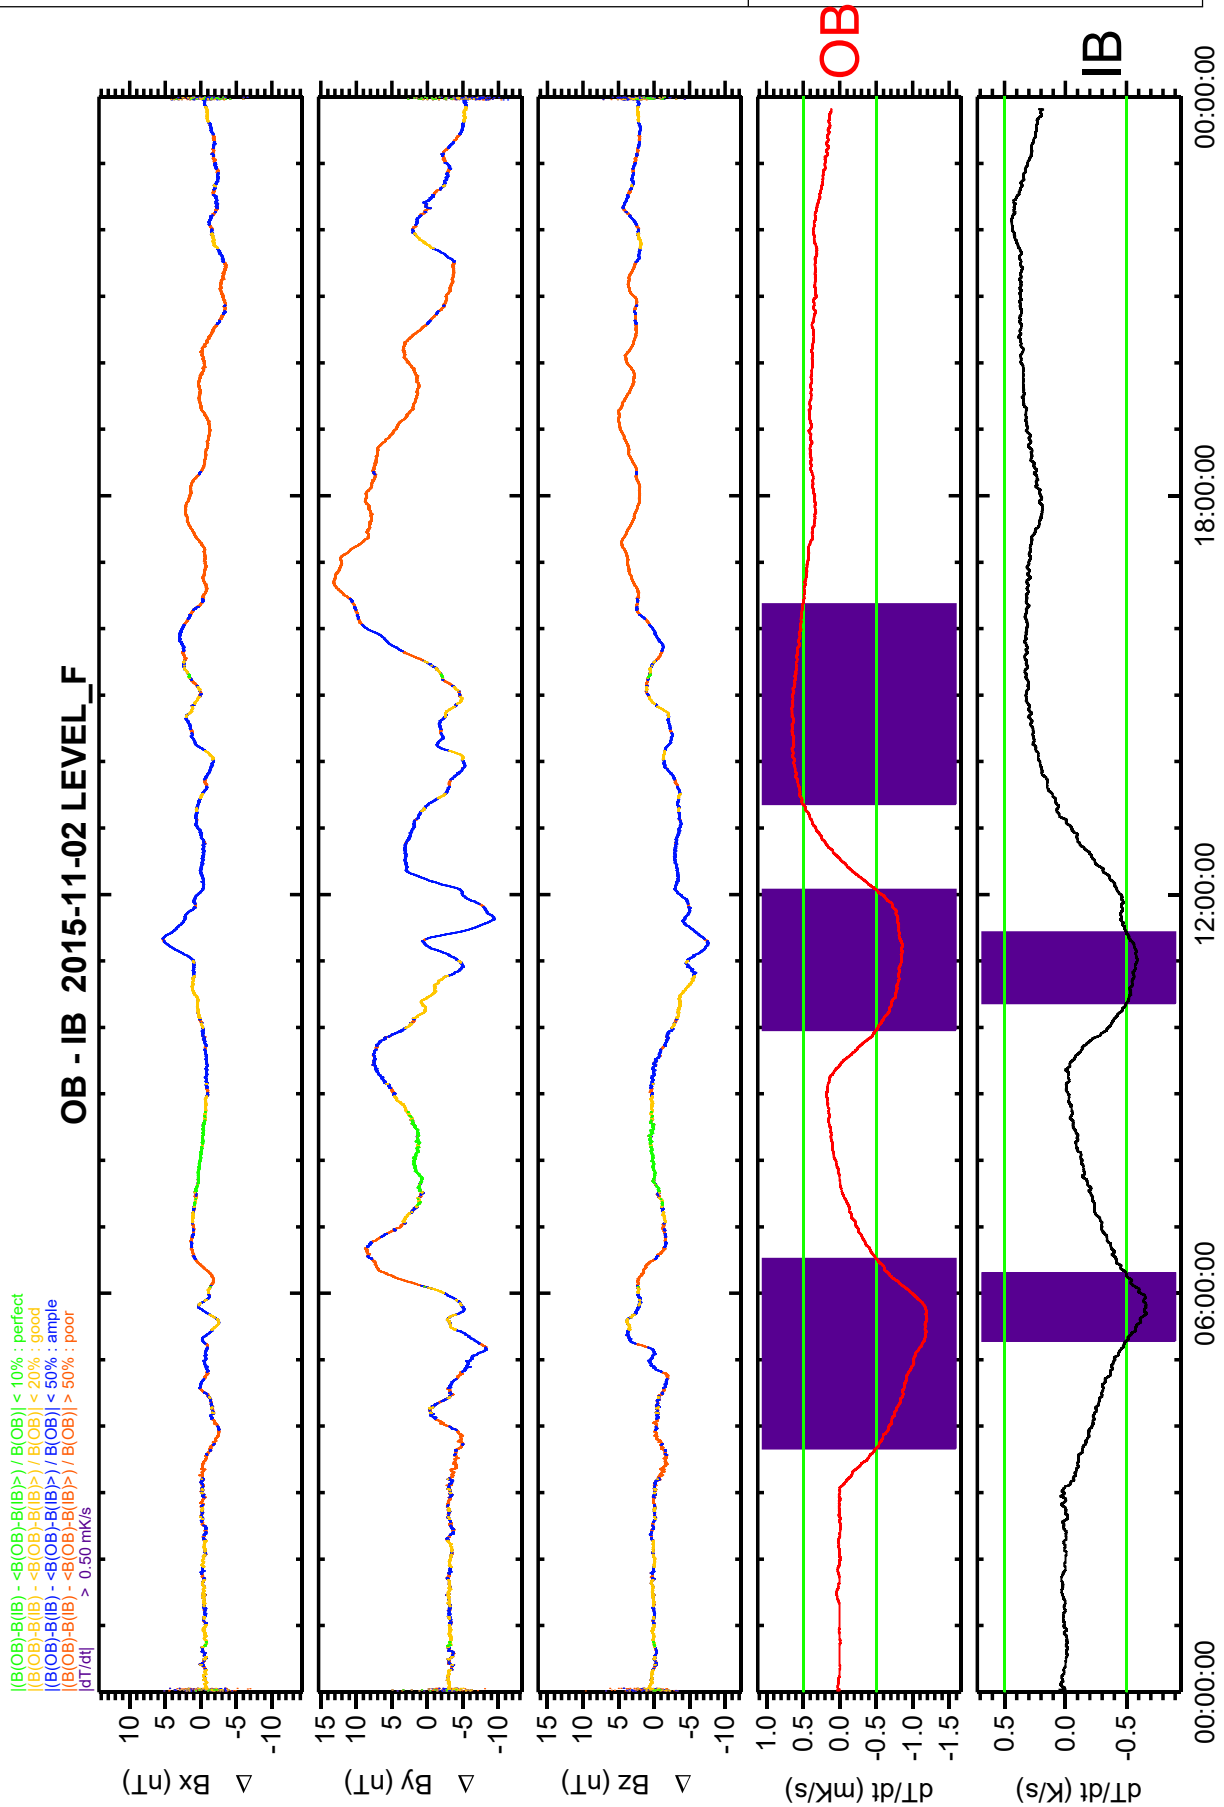 |(B(OB)-B(IB) - <B(OB)-B(IB)>) / B(OB)| < 10% : perfect
|(B(OB)-B(IB) - <B(OB)-B(IB)>) / B(OB)| < 20% : good
|(B(OB)-B(IB) - <B(OB)-B(IB)>) / B(OB)| < 50% : ample
|(B(OB)-B(IB) - <B(OB)-B(IB)>) / B(OB)| > 50% : poor
|dT/dt| > 0.50 mK/s
OB - IB 2015-11-02 LEVEL_F
Δ Bx (nT)
10
5
0
-5
-10
Δ By (nT)
15
10
5
0
-5
-10
Δ Bz (nT)
15
10
5
0
-5
-10
dT/dt (mK/s)
1.0
0.5
0.0
-0.5
-1.0
-1.5
OB
dT/dt (K/s)
0.5
0.0
-0.5
IB
00:00:00
06:00:00
12:00:00
18:00:00
00:00:00